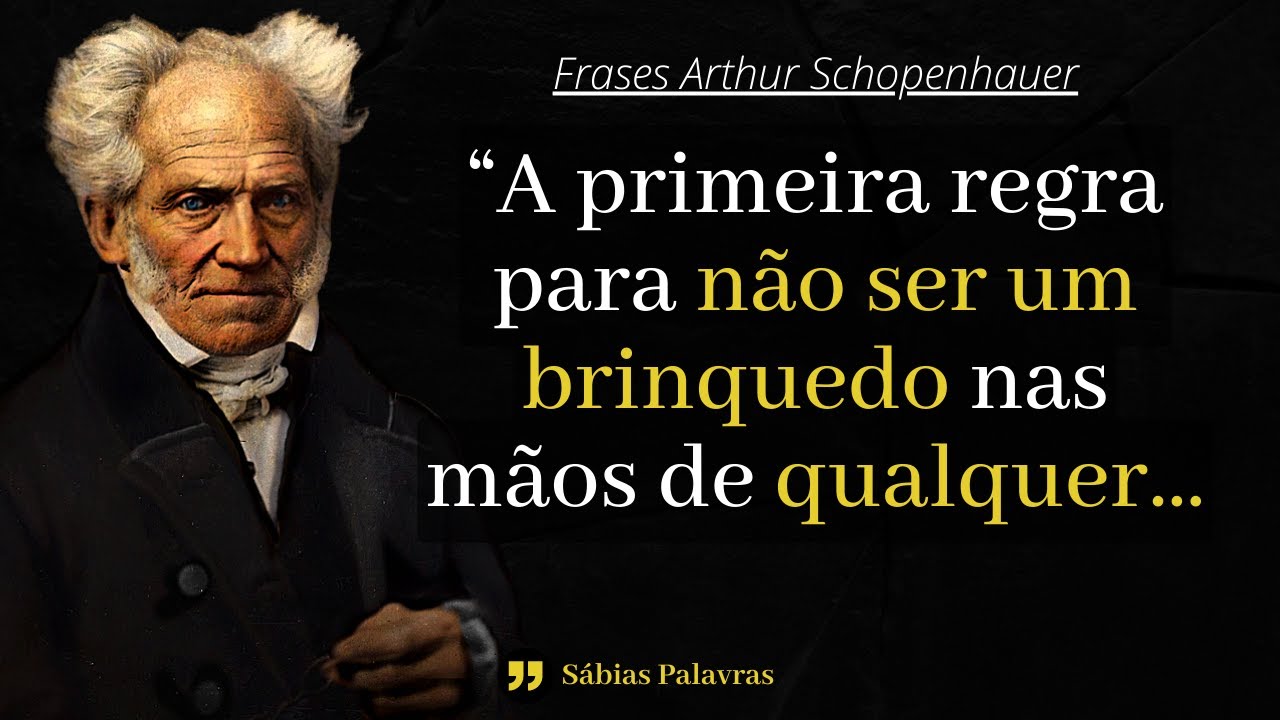 Frases Arthur Schopenhauer
“A primeira regra
para não ser um
brinquedo nas
mãos de qualquer...
Sábias Palavras